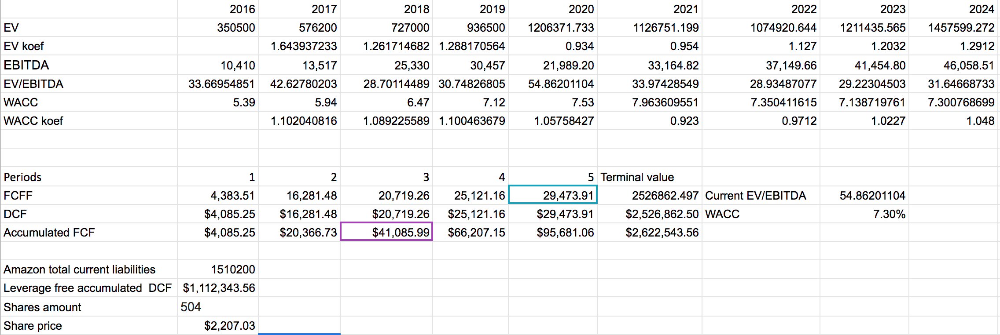 2016 2017 2018 2019 2020 2021 2022 2023 2024
EV 350500 576200 727000 936500 1206371.733 1126751.199 1074920.644 1211435.565 1457599.272
EV koef 1.643937233 1.261714682 1.288170564 0.934 0.954 1.127 1.2032 1.2912
EBITDA 10,410 13,517 25,330 30,457 21,989.20 33,164.82 37,149.66 41,454.80 46,058.51
EV/EBITDA 33.66954851 42.62780203 28.70114489 30.74826805 54.86201104 33.97428549 28.93487077 29.22304503 31.64668733
WACC 5.39 5.94 6.47 7.12 7.53 7.963609551 7.350411615 7.138719761 7.300768699
WACC koef 1.102040816 1.089225589 1.100463679 1.05758427 0.923 0.9712 1.0227 1.048
Periods 1 2 3 4 5 Terminal value
FCFF 4,383.51 16,281.48 20,719.26 25,121.16 29,473.91 2526862.497 Current EV/EBITDA 54.86201104
DCF $4,085.25 $16,281.48 $20,719.26 $25,121.16 $29,473.91 $2,526,862.50 WACC 7.30%
Accumulated FCF $4,085.25 $20,366.73 $41,085.99 $66,207.15 $95,681.06 $2,622,543.56
Amazon total current liabilities 1510200
Leverage free accumulated DCF $1,112,343.56
Shares amount 504
Share price $2,207.03